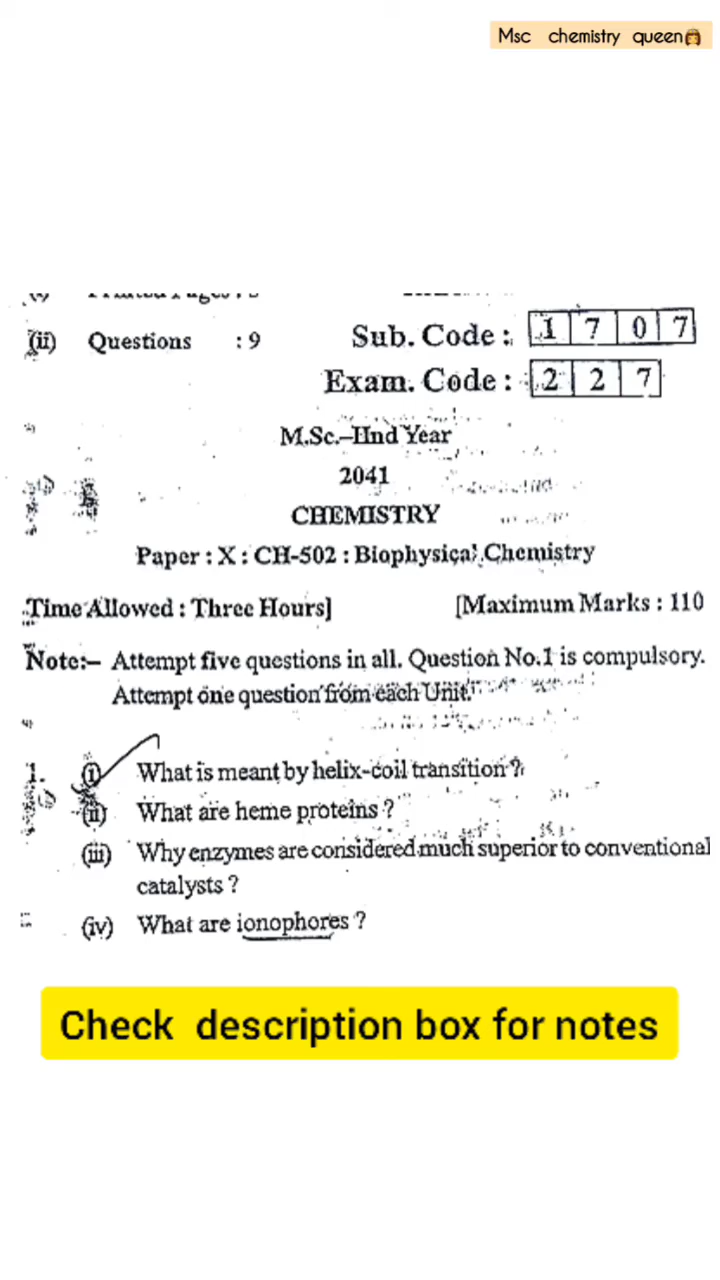 Msc chemistry queen👸
(ii) Questions : 9 Sub. Code : 1 7 0 7
Exam. Code : 2 2 7
M.Sc.–IInd Year
2041
CHEMISTRY
Paper : X : CH-502 : Biophysical Chemistry
Time Allowed : Three Hours] [Maximum Marks : 110
Note:– Attempt five questions in all. Question No.1 is compulsory.
Attempt one question from each Unit.
1. (i) What is meant by helix-coil transition ?
(ii) What are heme proteins ?
(iii) Why enzymes are considered much superior to conventional
catalysts ?
(iv) What are ionophores ?
Check description box for notes